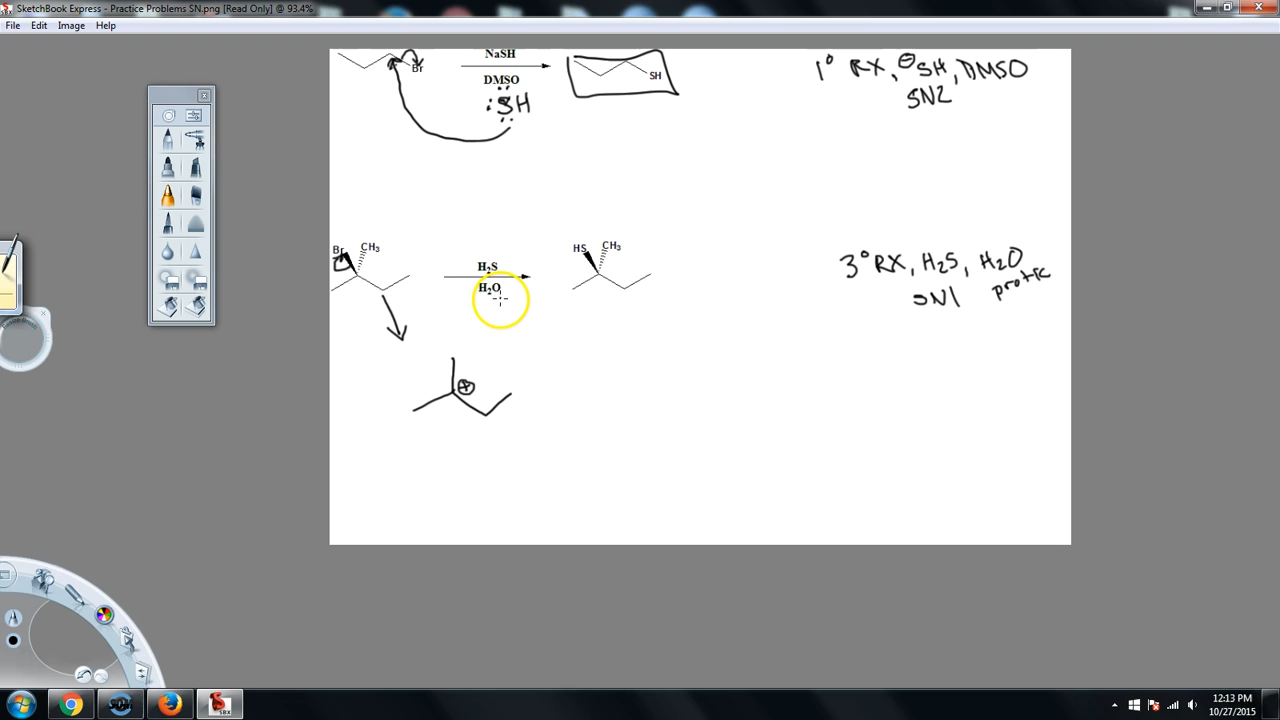 SketchBook Express - Practice Problems SN.png [Read Only] @ 93.4%
File Edit Image Help
Br
NaSH
DMSO
SH
SH
1° RX, ⊖SH, DMSO
SN2
Br
CH3
H2S
H2O
HS
CH3
3° RX, H2S, H2O
protic
SN1
⊕
12:13 PM
10/27/2015